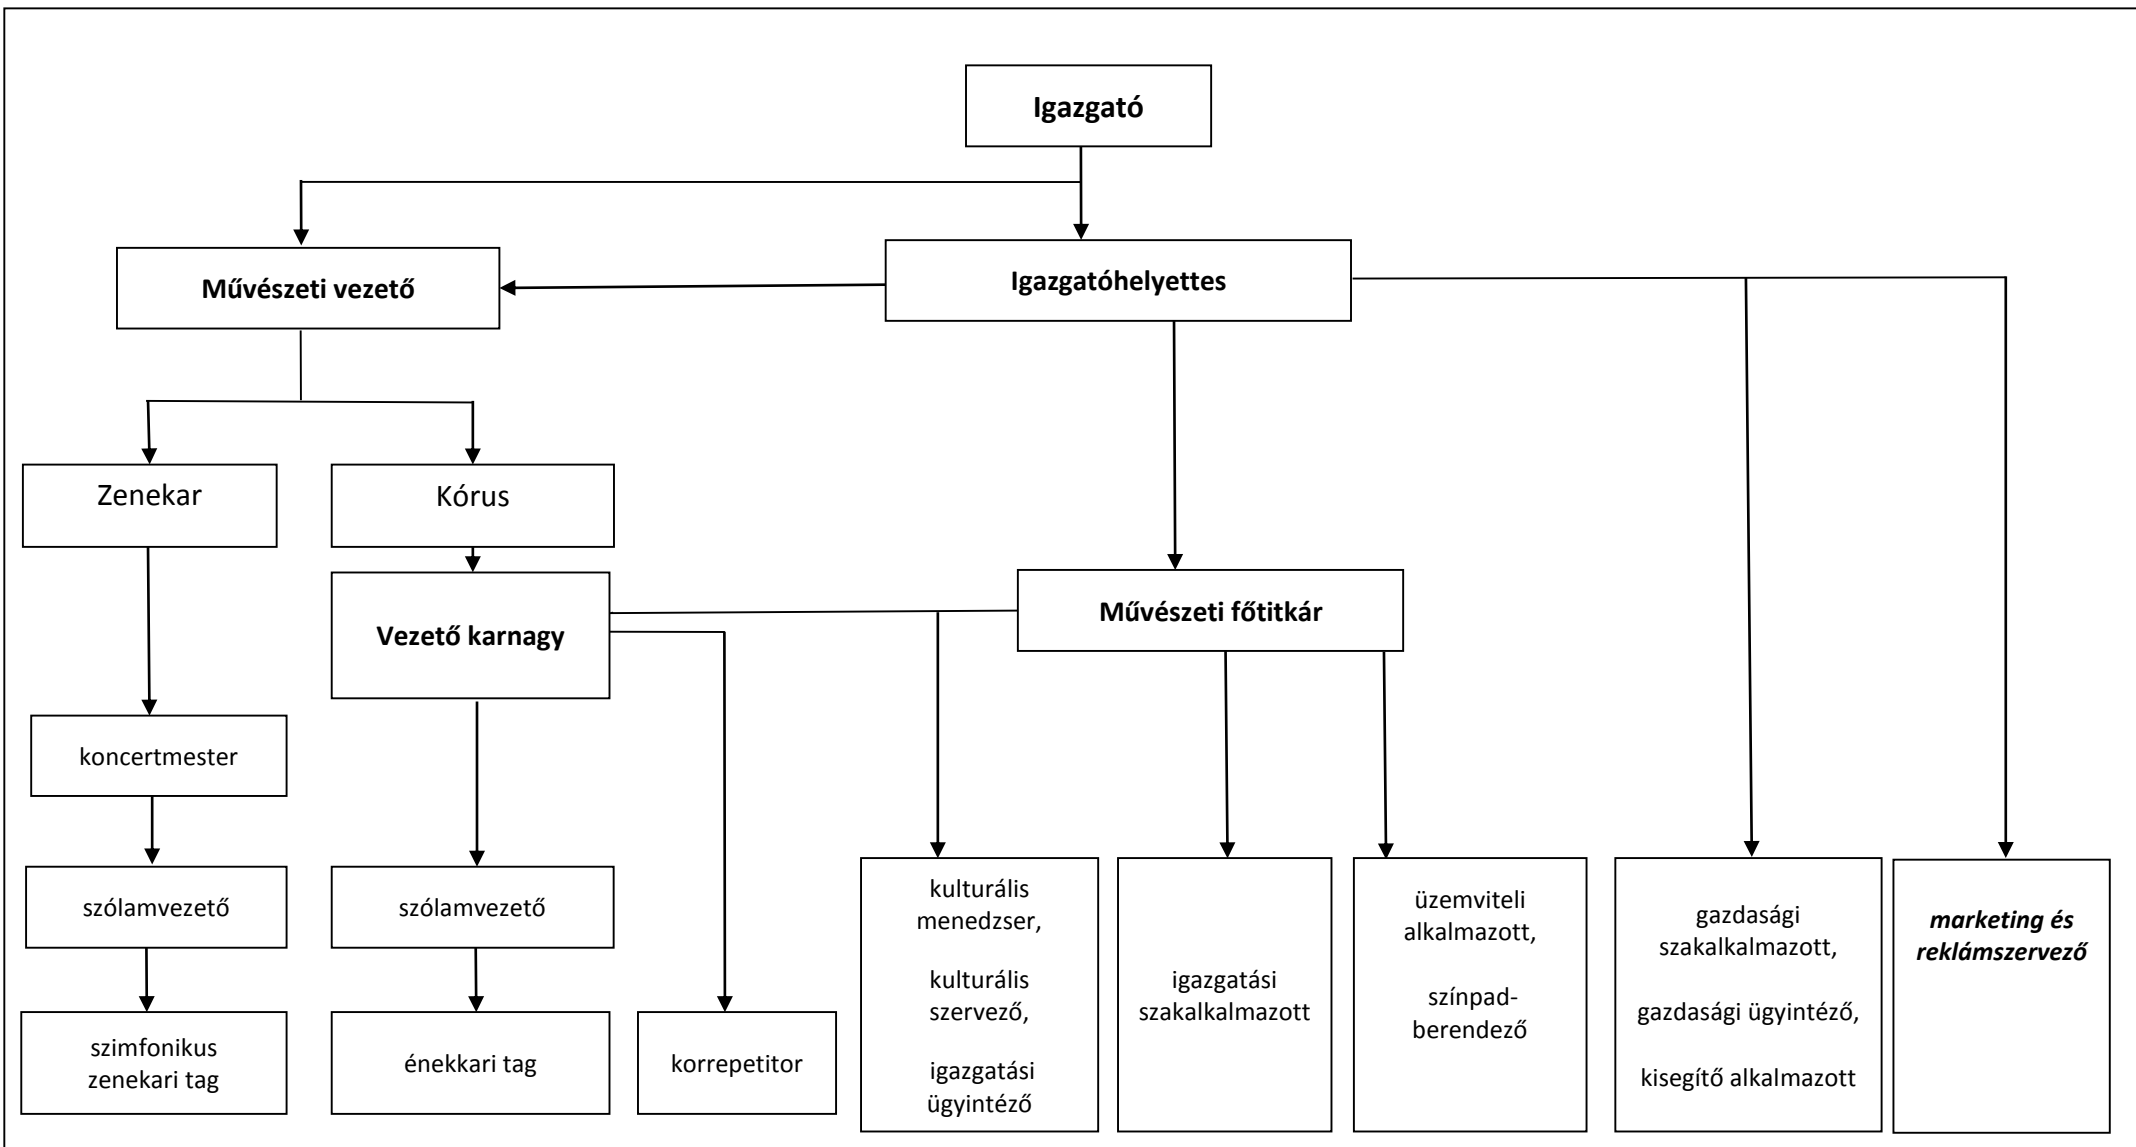 Igazgató
Művészeti vezető
Igazgatóhelyettes
Zenekar
Kórus
Vezető karnagy
Művészeti főtitkár
koncertmester
szólamvezető
szólamvezető
szimfonikus
zenekari tag
énekkari tag
korrepetitor
kulturális
menedzser,
kulturális
szervező,
igazgatási
ügyintéző
igazgatási
szakalkalmazott
üzemviteli
alkalmazott,
színpad-
berendező
gazdasági
szakalkalmazott,
gazdasági ügyintéző,
kisegítő alkalmazott
marketing és
reklámszervező